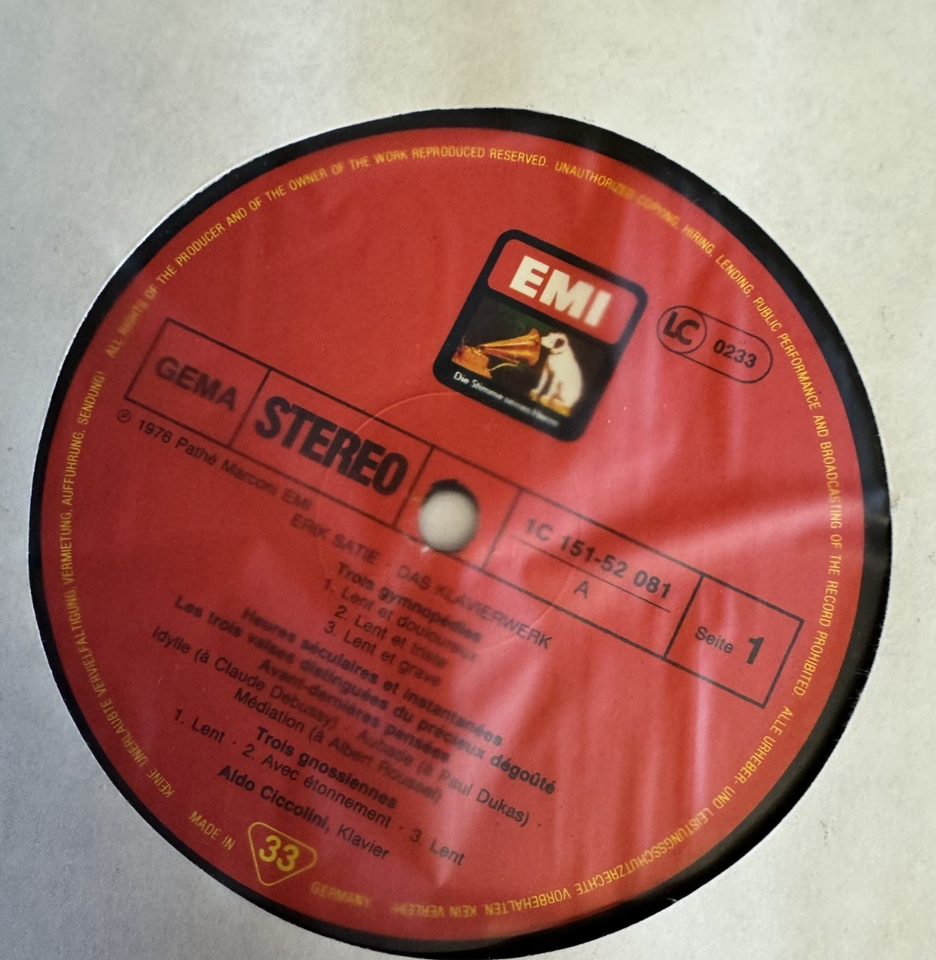 ALL RIGHTS OF THE PRODUCER AND OF THE OWNER OF THE WORK REPRODUCED RESERVED. UNAUTHORIZED COPYING, HIRING, LENDING, PUBLIC PERFORMANCE AND BROADCASTING OF THE RECORD PROHIBITED. ALLE URHEBER- UND LEISTUNGSSCHUTZRECHTE VORBEHALTEN. KEIN VERLEIH!
KEINE UNERLAUBTE VERVIELFÄLTIGUNG, VERMIETUNG, AUFFÜHRUNG, SENDUNG!
EMI
Die Stimme seines Herrn
LC 0233
GEMA
STEREO
1C 151-52 081
A
Seite 1
℗ 1976 Pathé Marconi EMI
ERIK SATIE DAS KLAVIERWERK
Trois gymnopédies
1. Lent et douloureux
2. Lent et triste
3. Lent et grave
Heures séculaires et instantanées
Les trois valses distinguées du précieux dégoûté
Avant-dernières pensées
Idylle (à Claude Debussy) · Aubade (à Paul Dukas) ·
Médiation (à Albert Roussel)
Trois gnossiennes
1. Lent · 2. Avec étonnement · 3. Lent
Aldo Ciccolini, Klavier
MADE IN 33 GERMANY